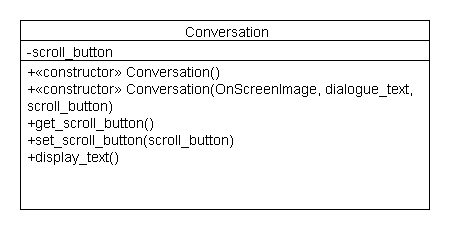 Conversation
-scroll_button
+«constructor» Conversation()
+«constructor» Conversation(OnScreenImage, dialogue_text,
scroll_button)
+get_scroll_button()
+set_scroll_button(scroll_button)
+display_text()